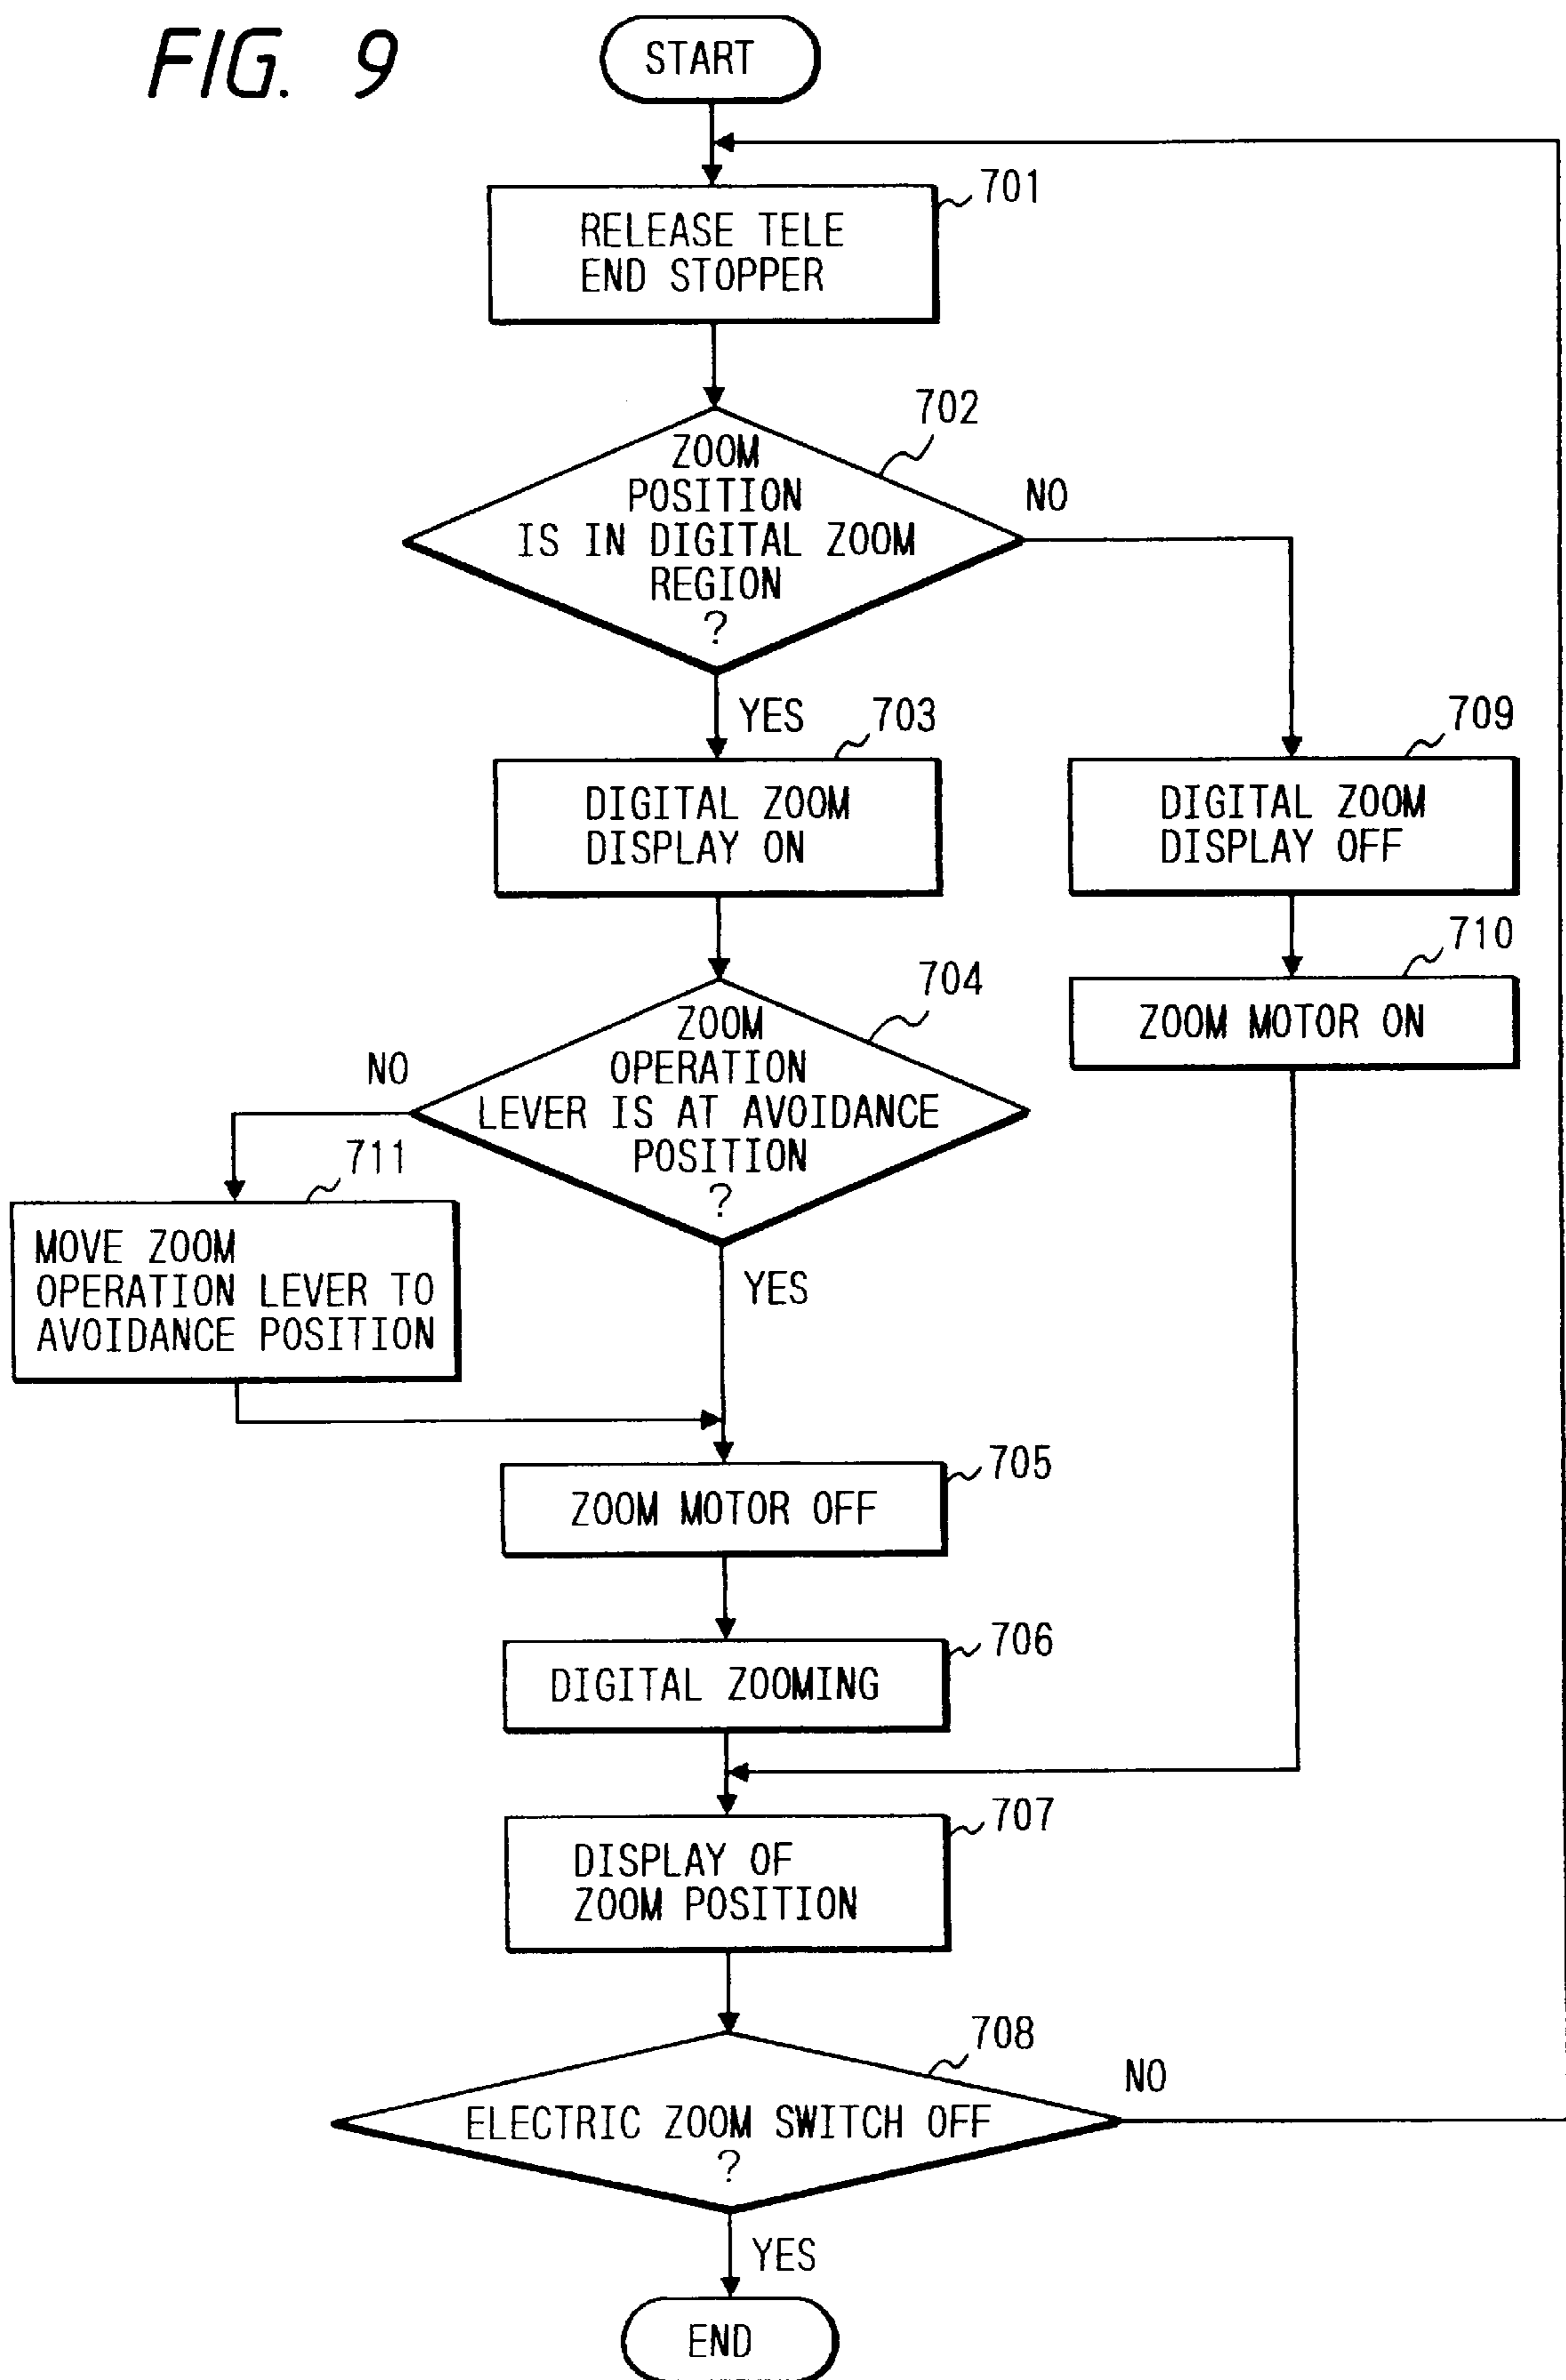 FIG. 9
START
701
RELEASE TELE
END STOPPER
702
ZOOM
POSITION
IS IN DIGITAL ZOOM
REGION
?
NO
YES
703
DIGITAL ZOOM
DISPLAY ON
709
DIGITAL ZOOM
DISPLAY OFF
710
ZOOM MOTOR ON
704
ZOOM
OPERATION
LEVER IS AT AVOIDANCE
POSITION
?
NO
YES
711
MOVE ZOOM
OPERATION LEVER TO
AVOIDANCE POSITION
705
ZOOM MOTOR OFF
706
DIGITAL ZOOMING
707
DISPLAY OF
ZOOM POSITION
708
ELECTRIC ZOOM SWITCH OFF
?
NO
YES
END